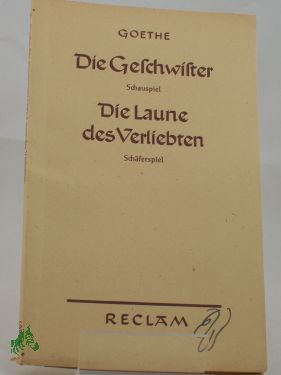 GOETHE
Die Geſchwiſter
Schauspiel
Die Laune
des Verliebten
Schäferspiel
RECLAM